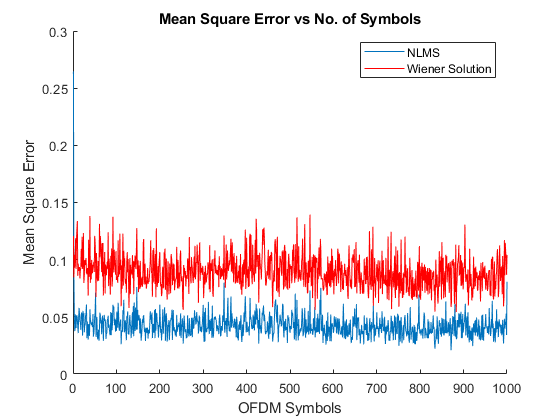 Mean Square Error vs No. of Symbols
0.3
0.25
0.2
0.15
0.1
0.05
0
Mean Square Error
NLMS
Wiener Solution
0 100 200 300 400 500 600 700 800 900 1000
OFDM Symbols